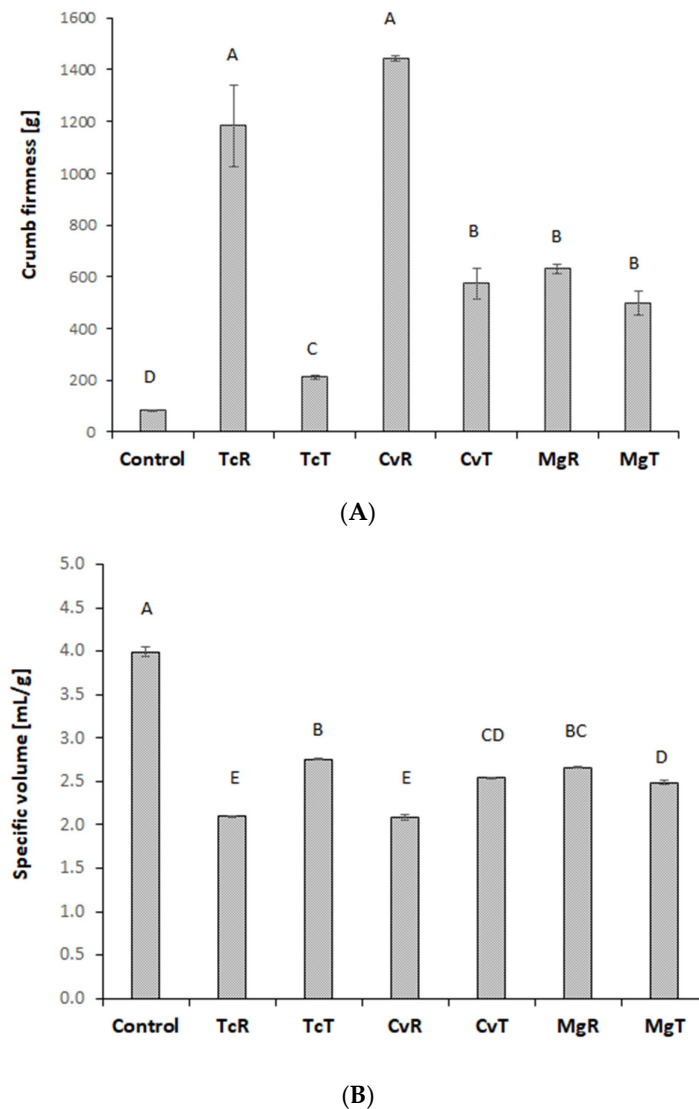 1600
1400
1200
1000
800
600
400
200
0
Crumb firmness [g]
D
A
C
A
B
B
B
Control TcR TcT CvR CvT MgR MgT
(A)
5.0
4.5
4.0
3.5
3.0
2.5
2.0
1.5
1.0
0.5
0.0
Specific volume [mL/g]
A
E
B
E
CD
BC
D
Control TcR TcT CvR CvT MgR MgT
(B)